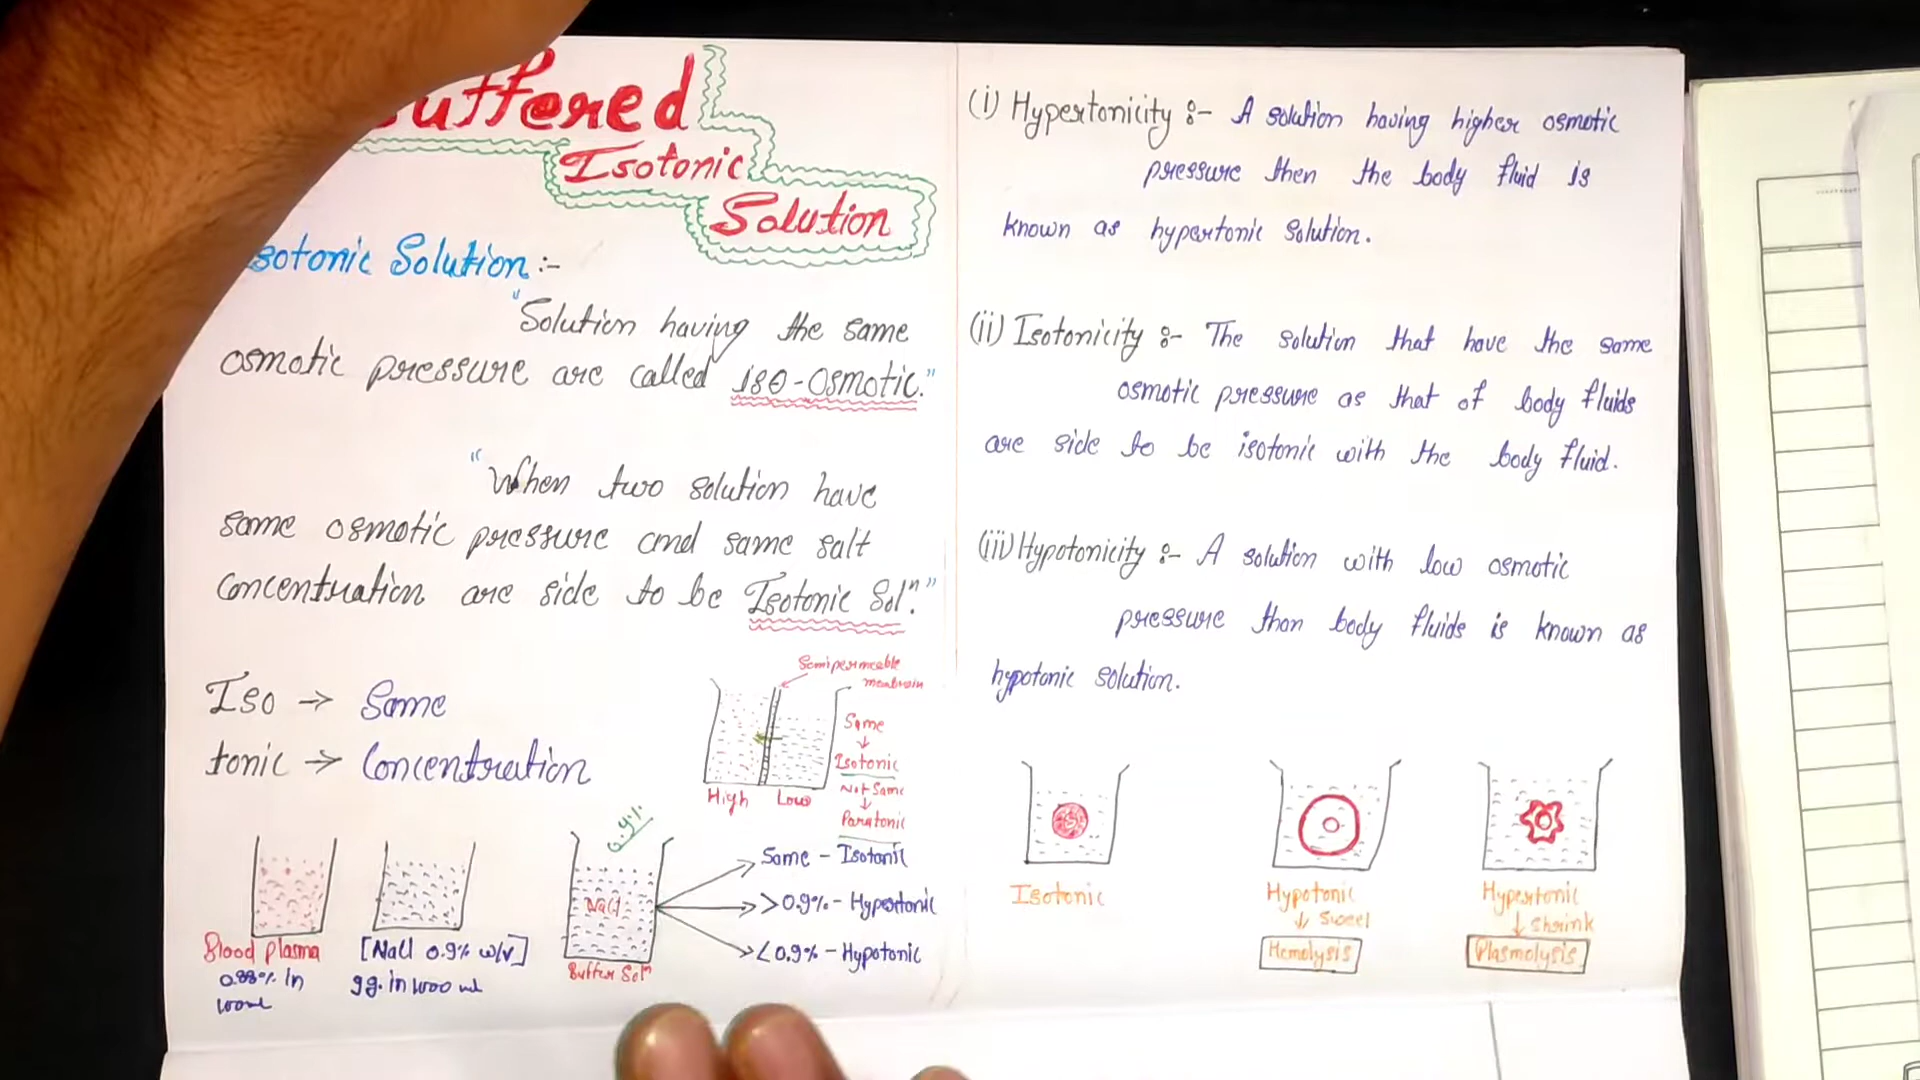 uffered
Isotonic
Solution
sotonic Solution :-
"Solution having the same
osmotic pressure are called iso-osmotic."
"When two solution have
same osmotic pressure and same salt
concentration are side to be Isotonic Solⁿ."
Iso → Same
tonic → Concentration
Semipermeable
membrain
Same
↓
Isotonic
Not Same
↓
Paratonic
High Low
0.9%
NaCl
Same - Isotonic
>0.9% - Hypertonic
<0.9% - Hypotonic
Buffer Solⁿ
Blood plasma
0.88% in
100ml
[NaCl 0.9% w/v]
9g. in 1000 ml
(i) Hypertonicity :- A solution having higher osmotic
pressure then the body fluid is
known as hypertonic solution.
(ii) Isotonicity :- The solution that have the same
osmotic pressure as that of body fluids
are side to be isotonic with the body fluid.
(iii) Hypotonicity :- A solution with low osmotic
pressure than body fluids is known as
hypotonic solution.
Isotonic
Hypotonic
↓ Sweel
Hemolysis
Hypertonic
↓ Shrink
Plasmolysis